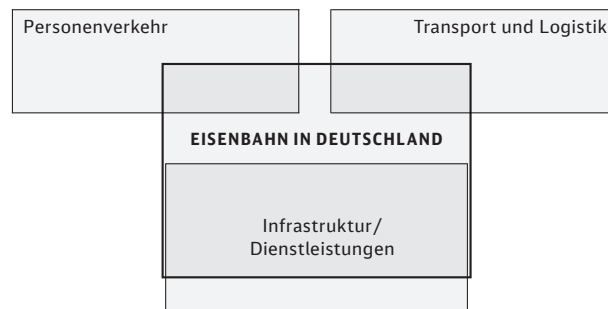 Personenverkehr
Transport und Logistik
EISENBAHN IN DEUTSCHLAND
Infrastruktur/
Dienstleistungen